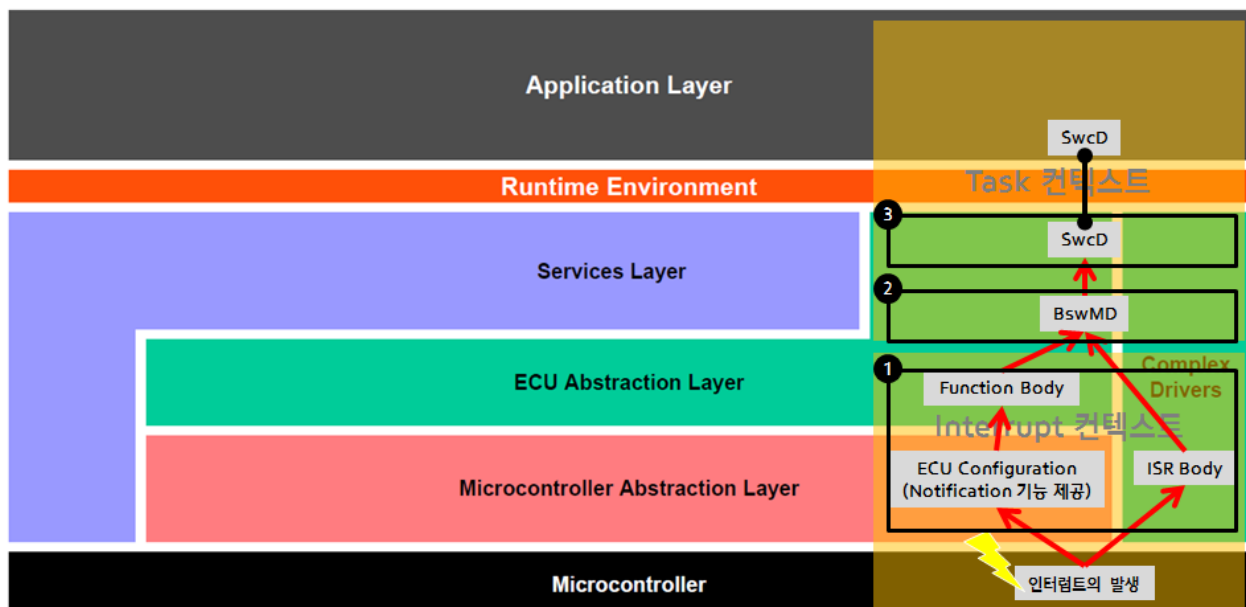 Application Layer
SwcD
Runtime Environment
Task 컨텍스트
3
SwcD
Services Layer
2
BswMD
1
Complex
Drivers
ECU Abstraction Layer
Function Body
Interrupt 컨텍스트
ECU Configuration
(Notification 기능 제공)
ISR Body
Microcontroller Abstraction Layer
Microcontroller
인터럽트의 발생